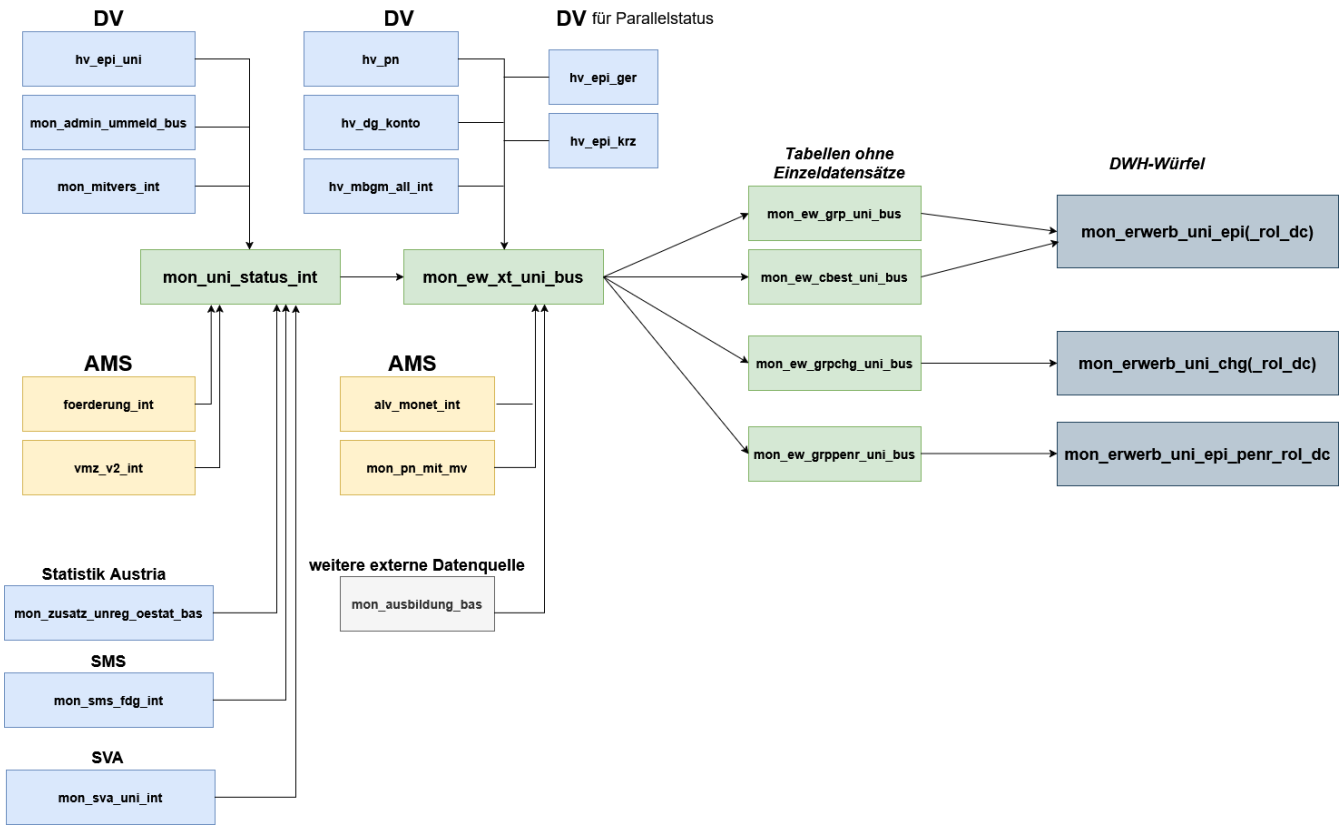 DV
hv_epi_uni
mon_admin_ummeld_bus
mon_mitvers_int
DV
hv_pn
hv_dg_konto
hv_mbgm_all_int
DV für Parallelstatus
hv_epi_ger
hv_epi_krz
mon_uni_status_int
mon_ew_xt_uni_bus
AMS
foerderung_int
vmz_v2_int
AMS
alv_monet_int
mon_pn_mit_mv
Statistik Austria
mon_zusatz_unreg_oestat_bas
SMS
mon_sms_fdg_int
SVA
mon_sva_uni_int
weitere externe Datenquelle
mon_ausbildung_bas
Tabellen ohne
Einzeldatensätze
mon_ew_grp_uni_bus
mon_ew_cbest_uni_bus
mon_ew_grpchg_uni_bus
mon_ew_grppenr_uni_bus
DWH-Würfel
mon_erwerb_uni_epi(_rol_dc)
mon_erwerb_uni_chg(_rol_dc)
mon_erwerb_uni_epi_penr_rol_dc